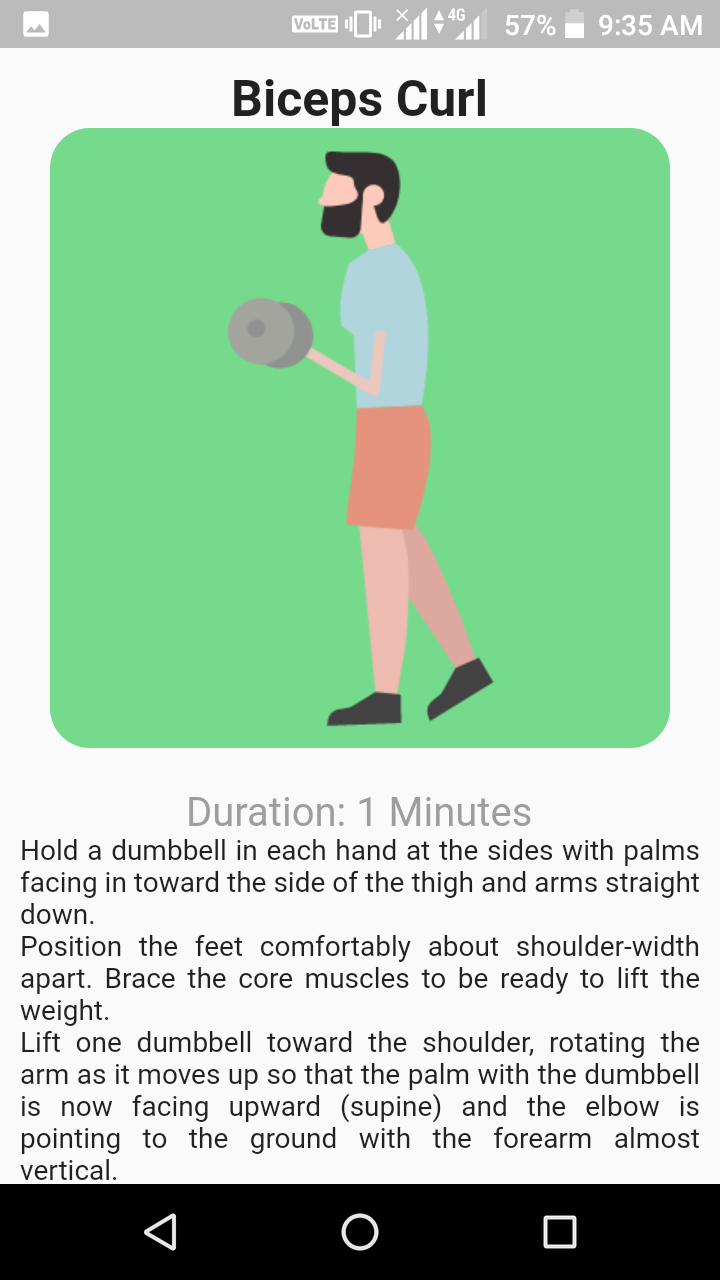 VoLTE 4G 57% 9:35 AM
Biceps Curl
Duration: 1 Minutes
Hold a dumbbell in each hand at the sides with palms
facing in toward the side of the thigh and arms straight
down.
Position the feet comfortably about shoulder-width
apart. Brace the core muscles to be ready to lift the
weight.
Lift one dumbbell toward the shoulder, rotating the
arm as it moves up so that the palm with the dumbbell
is now facing upward (supine) and the elbow is
pointing to the ground with the forearm almost
vertical.